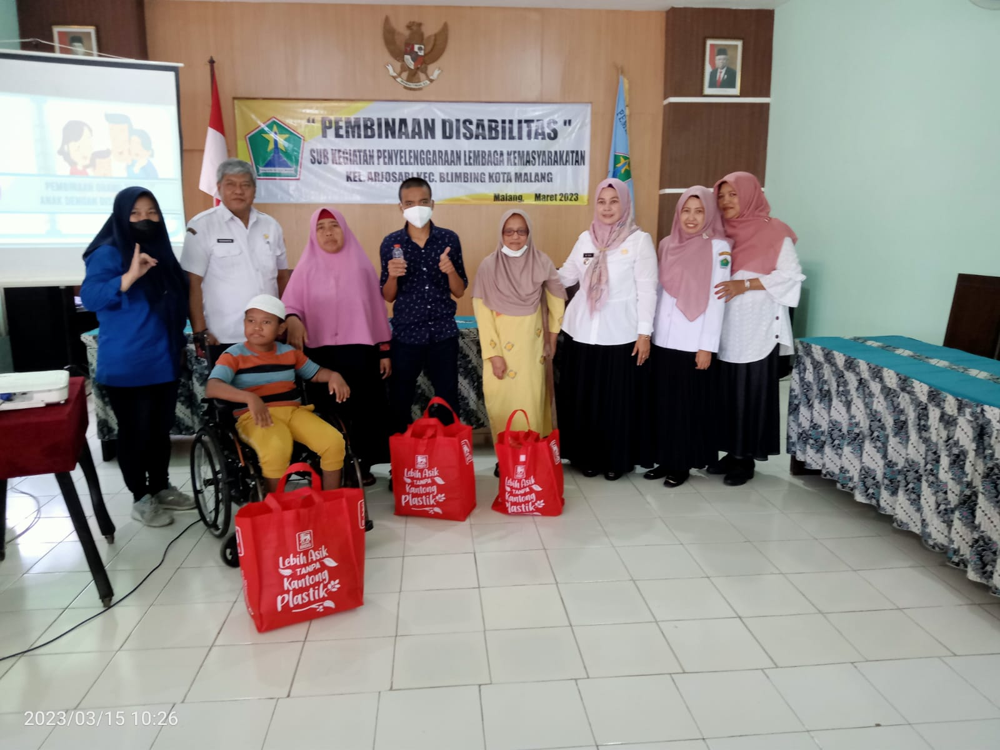 " PEMBINAAN DISABILITAS "
SUB KEGIATAN PENYELENGGARAAN LEMBAGA KEMASYARAKATAN
KEL. ARJOSARI KEC. BLIMBING KOTA MALANG
Malang, Maret 2023
PEMBINAAN
ANAK DENGAN
Lebih Asik
TANPA
Kantong
Plastik
Lebih Asik
TANPA
Kantong
Plastik
Lebih Asik
TANPA
Kantong
Plastik
2023/03/15 10:26